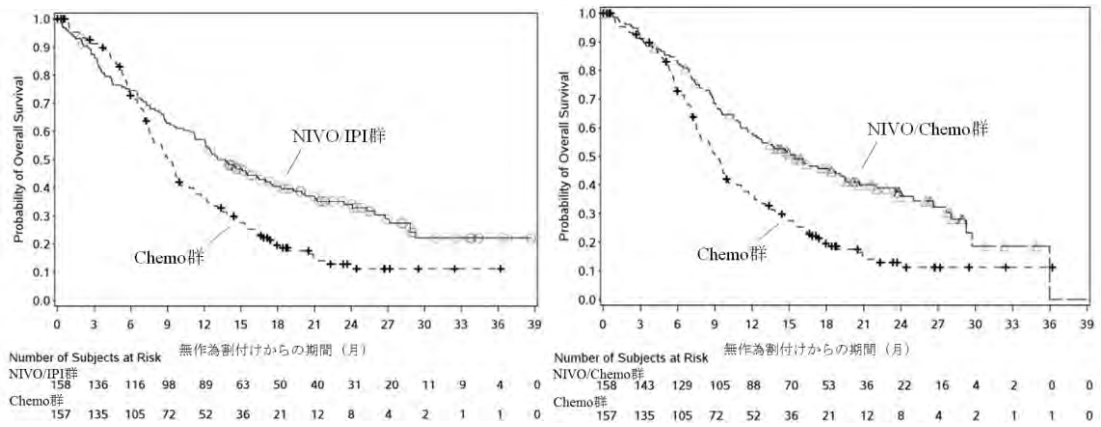 Probability of Overall Survival
1.0
0.9
0.8
0.7
0.6
0.5
0.4
0.3
0.2
0.1
0.0
NIVO/IPI群
Chemo群
0 3 6 9 12 15 18 21 24 27 30 33 36 39
無作為割付けからの期間（月）
Number of Subjects at Risk
NIVO/IPI群
158 136 116 98 89 63 50 40 31 20 11 9 4 0
Chemo群
157 135 105 72 52 36 21 12 8 4 2 1 1 0
Probability of Overall Survival
1.0
0.9
0.8
0.7
0.6
0.5
0.4
0.3
0.2
0.1
0.0
NIVO/Chemo群
Chemo群
0 3 6 9 12 15 18 21 24 27 30 33 36 39
無作為割付けからの期間（月）
Number of Subjects at Risk
NIVO/Chemo群
158 143 129 105 88 70 53 36 22 16 4 2 0 0
Chemo群
157 135 105 72 52 36 21 12 8 4 2 1 1 0